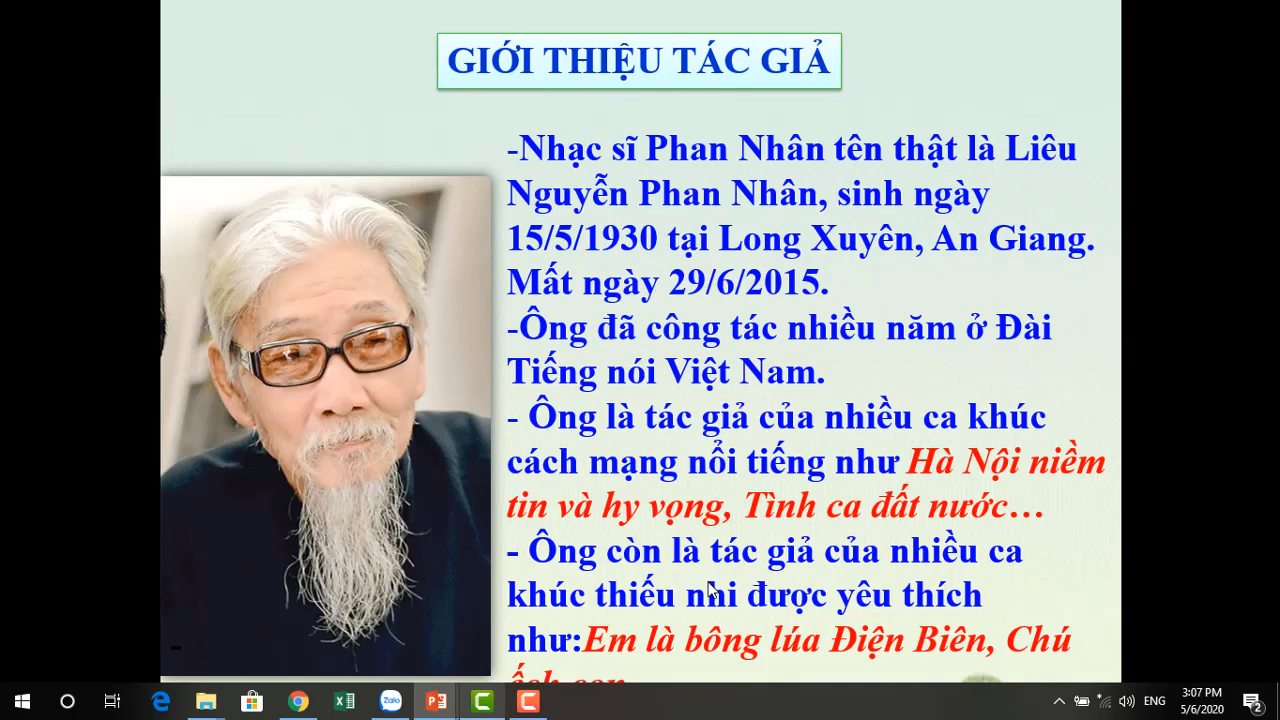 GIỚI THIỆU TÁC GIẢ
-Nhạc sĩ Phan Nhân tên thật là Liêu
Nguyễn Phan Nhân, sinh ngày
15/5/1930 tại Long Xuyên, An Giang.
Mất ngày 29/6/2015.
-Ông đã công tác nhiều năm ở Đài
Tiếng nói Việt Nam.
- Ông là tác giả của nhiều ca khúc
cách mạng nổi tiếng như Hà Nội niềm
tin và hy vọng, Tình ca đất nước…
- Ông còn là tác giả của nhiều ca
khúc thiếu nhi được yêu thích
như:Em là bông lúa Điện Biên, Chú
ếch con
-
Zalo
ENG
3:07 PM
5/6/2020
2